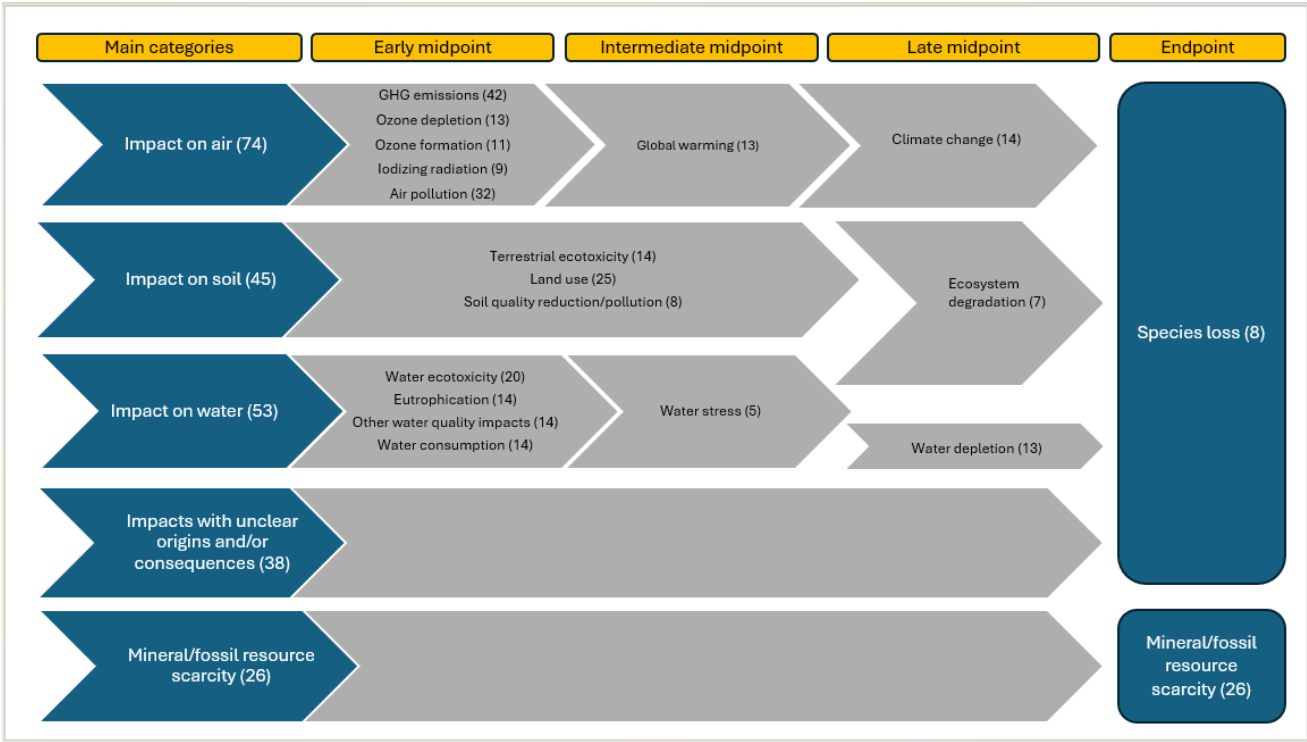 Main categories
Early midpoint
Intermediate midpoint
Late midpoint
Endpoint
Impact on air (74)
GHG emissions (42)
Ozone depletion (13)
Ozone formation (11)
Iodizing radiation (9)
Air pollution (32)
Global warming (13)
Climate change (14)
Impact on soil (45)
Terrestrial ecotoxicity (14)
Land use (25)
Soil quality reduction/pollution (8)
Ecosystem
degradation (7)
Impact on water (53)
Water ecotoxicity (20)
Eutrophication (14)
Other water quality impacts (14)
Water consumption (14)
Water stress (5)
Water depletion (13)
Species loss (8)
Impacts with unclear
origins and/or
consequences (38)
Mineral/fossil resource
scarcity (26)
Mineral/fossil
resource
scarcity (26)